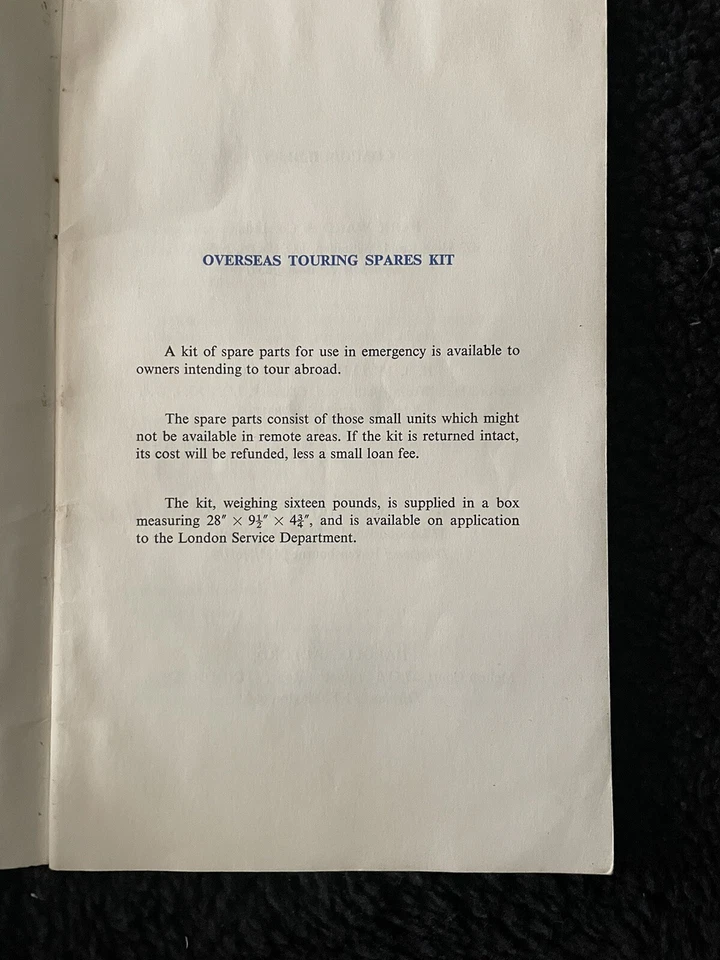 OVERSEAS TOURING SPARES KIT
A kit of spare parts for use in emergency is available to
owners intending to tour abroad.
The spare parts consist of those small units which might
not be available in remote areas. If the kit is returned intact,
its cost will be refunded, less a small loan fee.
The kit, weighing sixteen pounds, is supplied in a box
measuring 28″ × 9½″ × 4¾″, and is available on application
to the London Service Department.